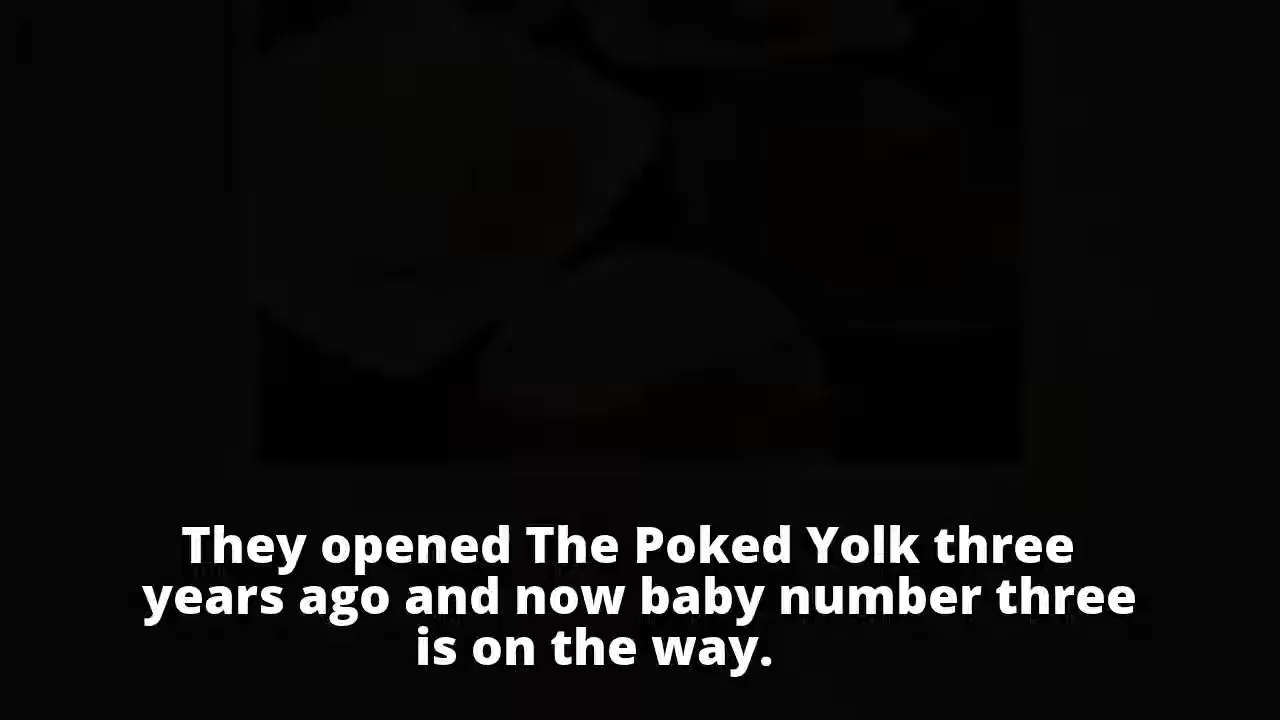 They opened The Poked Yolk three
years ago and now baby number three
is on the way.